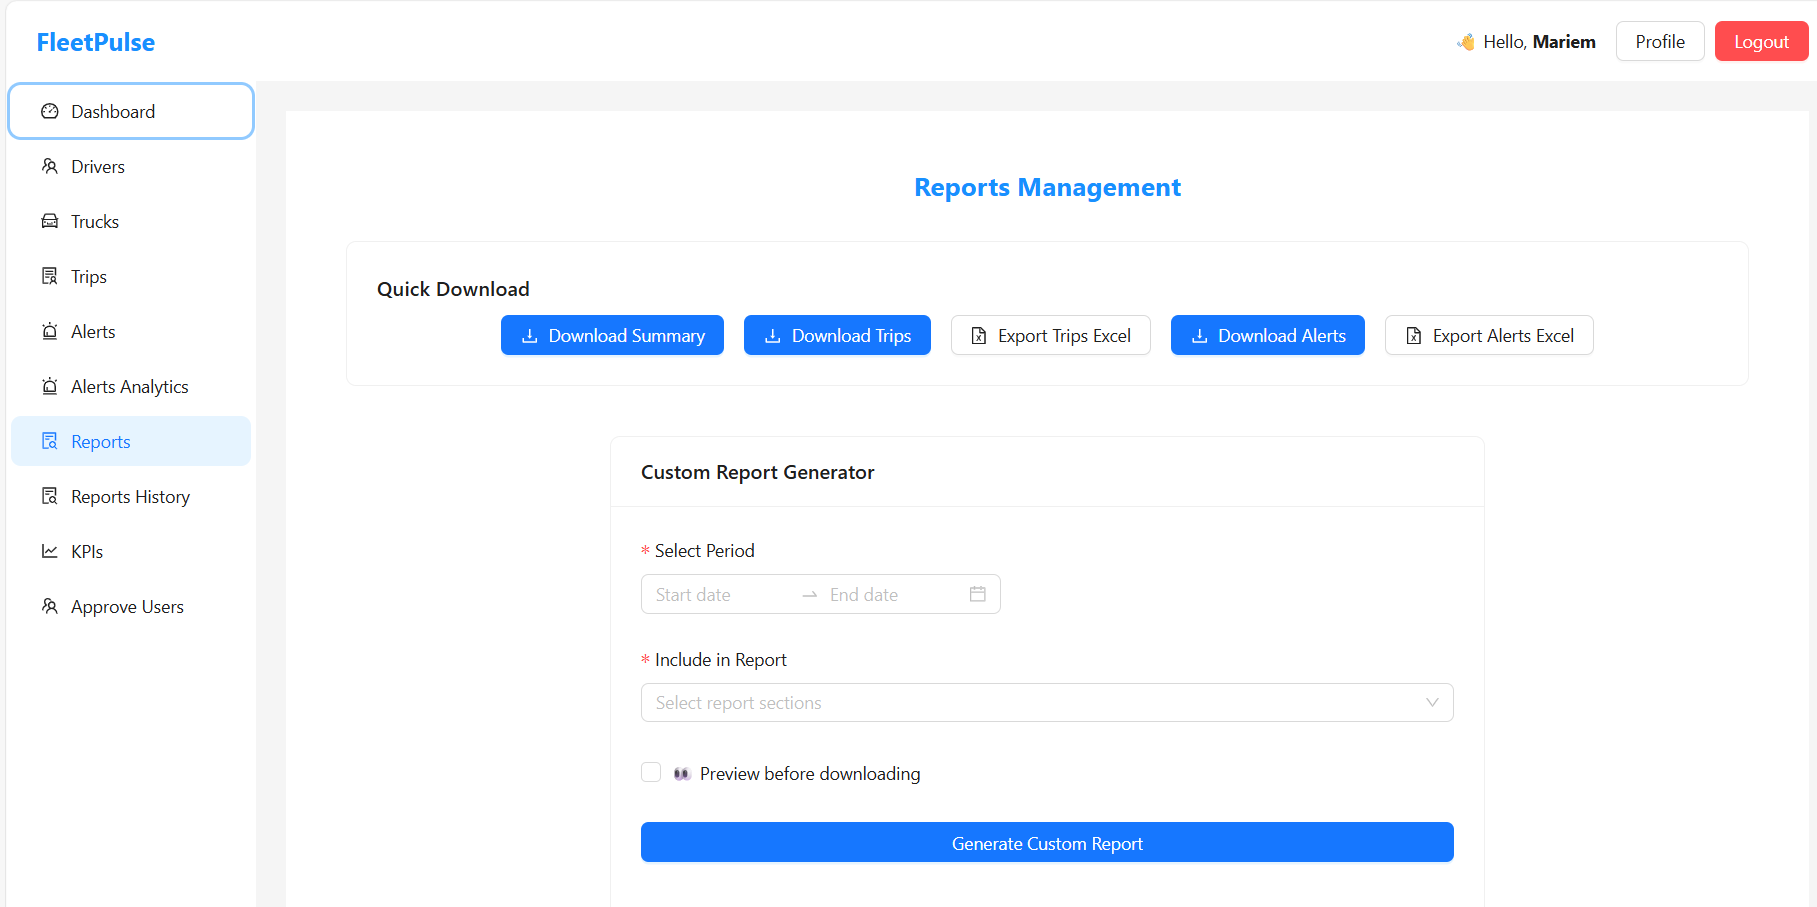 FleetPulse
👋 Hello, Mariem
Profile
Logout
Dashboard
Drivers
Trucks
Trips
Alerts
Alerts Analytics
Reports
Reports History
KPIs
Approve Users
Reports Management
Quick Download
Download Summary
Download Trips
Export Trips Excel
Download Alerts
Export Alerts Excel
Custom Report Generator
* Select Period
Start date → End date
* Include in Report
Select report sections
👀 Preview before downloading
Generate Custom Report